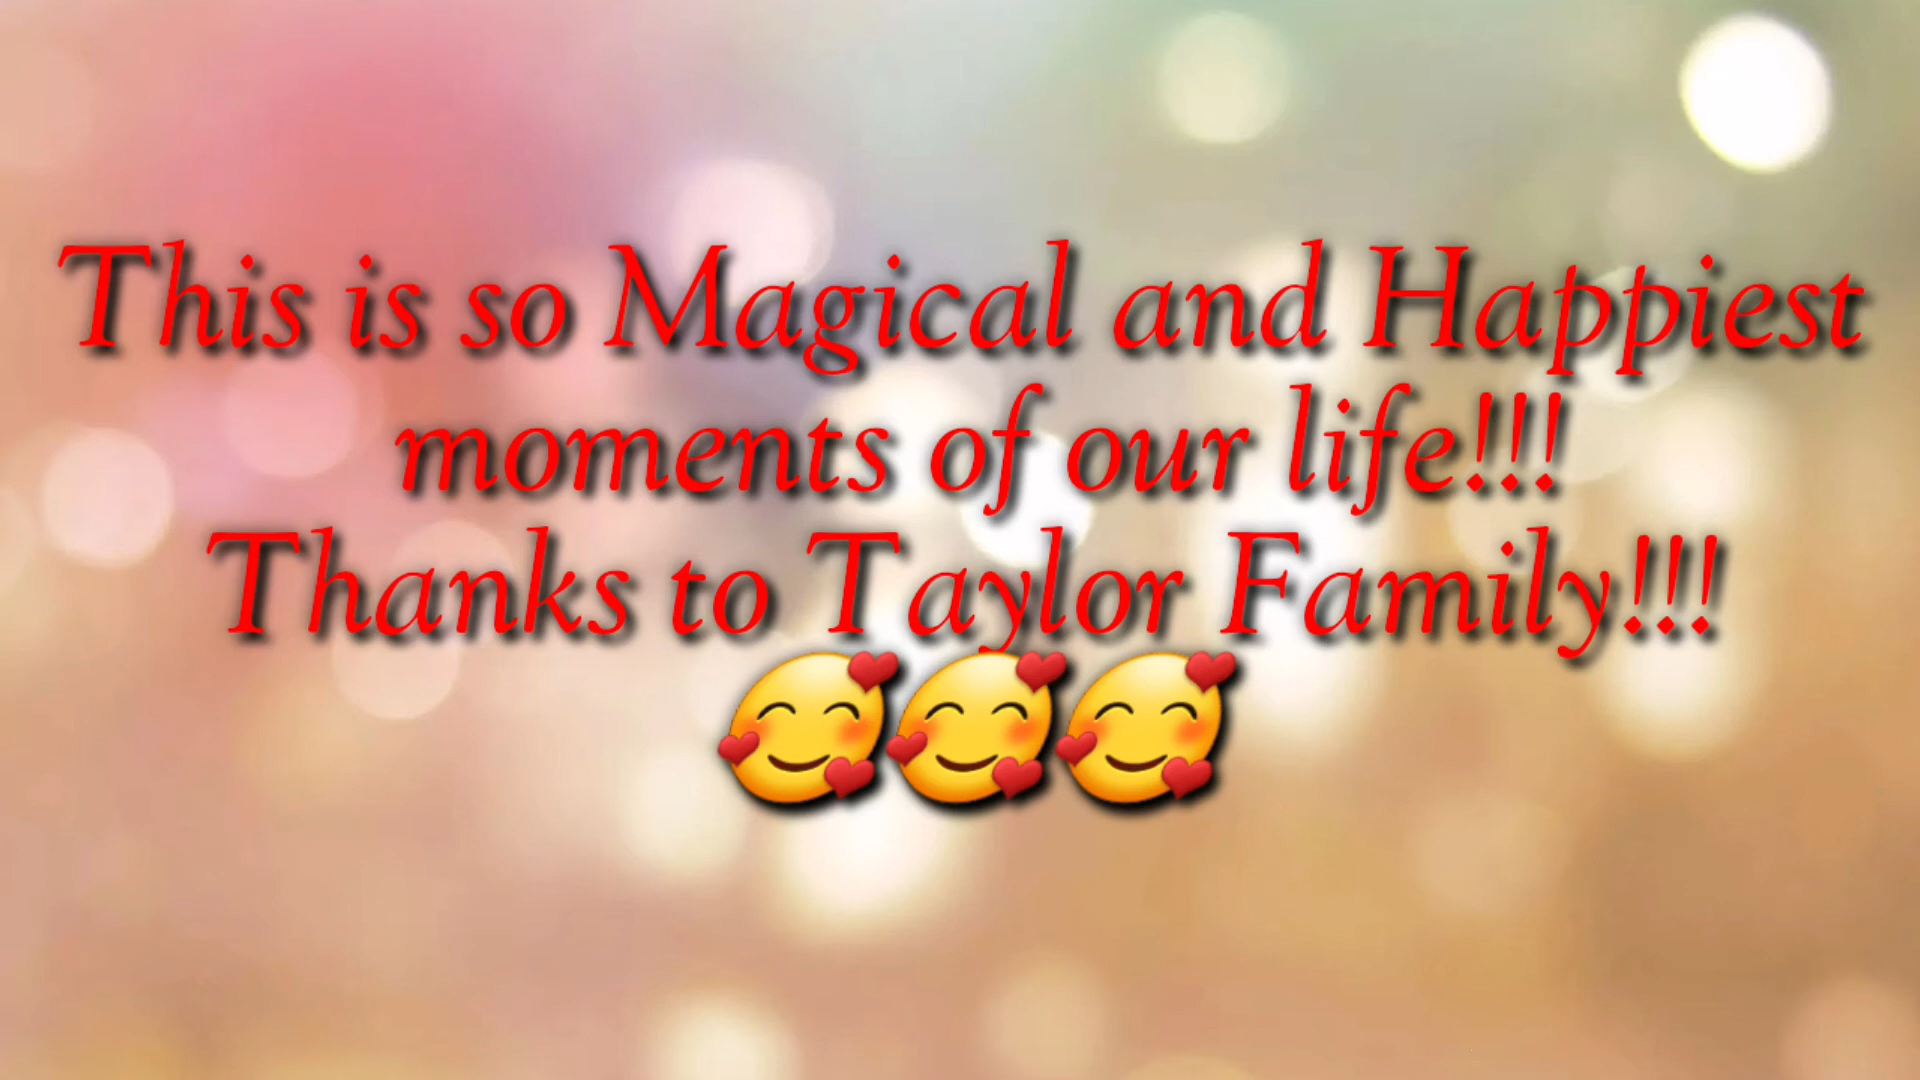 This is so Magical and Happiest
moments of our life!!!
Thanks to Taylor Family!!!
🥰🥰🥰